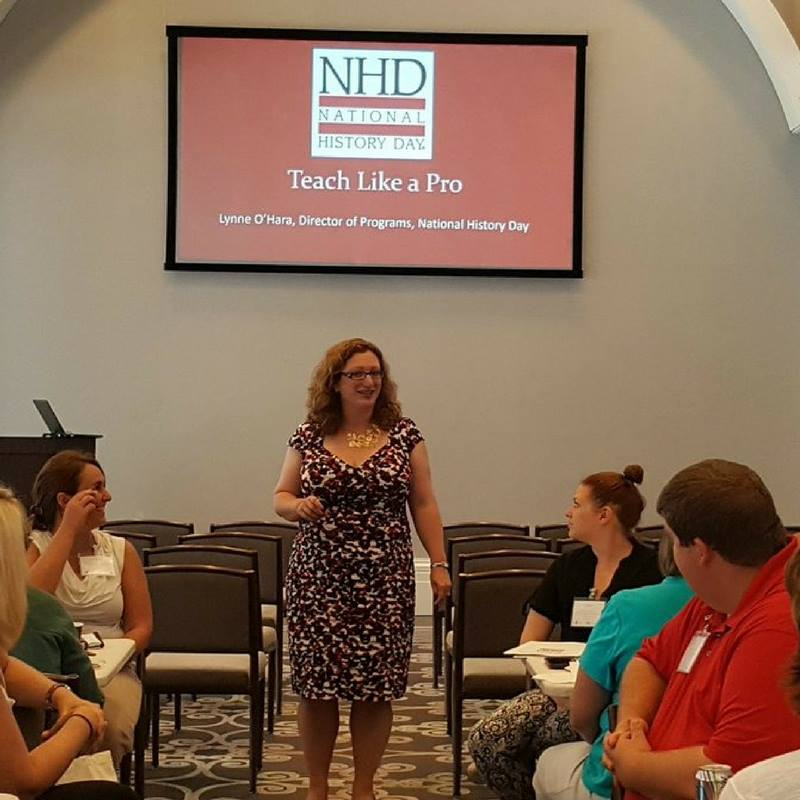 NHD
NATIONAL
HISTORY DAY
Teach Like a Pro
Lynne O'Hara, Director of Programs, National History Day